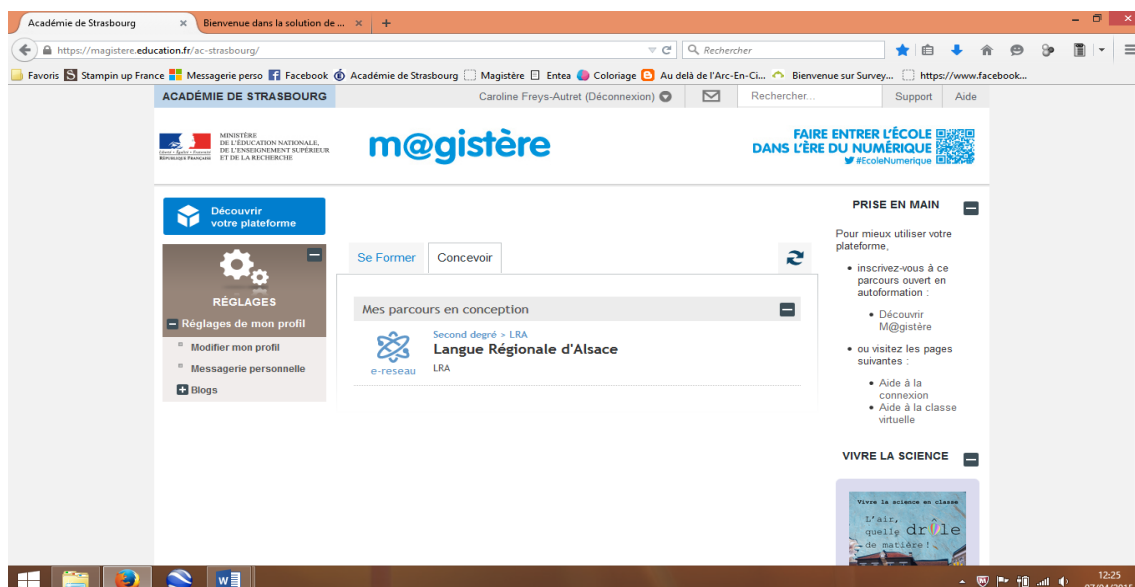 Académie de Strasbourg × Bienvenue dans la solution de ... × +
https://magistere.education.fr/ac-strasbourg/ Rechercher
Favoris Stampin up France Messagerie perso Facebook Académie de Stras... Magistère Entea Coloriage Au delà de l'Arc-En-Ci... Bienvenue sur Survey... https://www.facebook...
ACADÉMIE DE STRASBOURG Caroline Freys-Autret (Déconnexion) Rechercher... Support Aide
MINISTÈRE
DE L'ÉDUCATION NATIONALE,
DE L'ENSEIGNEMENT SUPÉRIEUR
ET DE LA RECHERCHE
m@gistère
FAIRE ENTRER L'ÉCOLE
DANS L'ÈRE DU NUMÉRIQUE
#EcoleNumerique
Découvrir
votre plateforme
RÉGLAGES
Réglages de mon profil
Modifier mon profil
Messagerie personnelle
Blogs
Se Former Concevoir
Mes parcours en conception
Second degré > LRA
Langue Régionale d'Alsace
LRA
e-reseau
PRISE EN MAIN
Pour mieux utiliser votre
plateforme,
• inscrivez-vous à ce
parcours ouvert en
autoformation :
• Découvrir
M@gistère
• ou visitez les pages
suivantes :
• Aide à la
connexion
• Aide à la classe
virtuelle
VIVRE LA SCIENCE
Vivre la science en classe
L'air,
quelle drôle
de matière !
12:25
07/04/2015